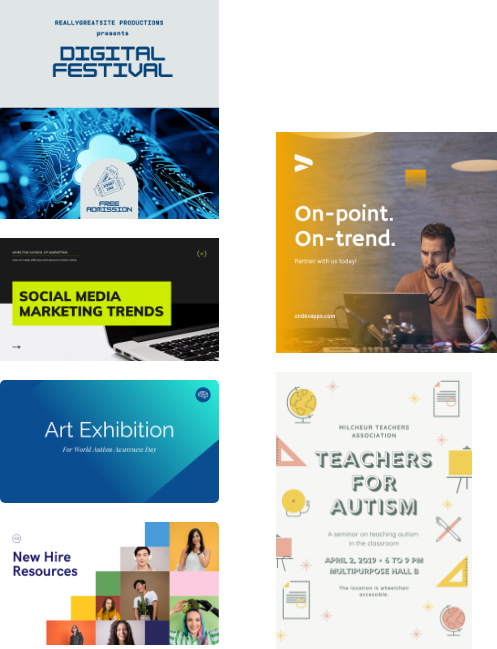 REALLYGREATSITE PRODUCTIONS
presents
DIGITAL
FESTIVAL
FREE
ADMISSION
SOCIAL MEDIA
MARKETING TRENDS
Art Exhibition
For World Autism Awareness Day
New Hire
Resources
On-point.
On-trend.
Partner with us today!
ondevapps.com
MILCHEUR TEACHERS
ASSOCIATION
TEACHERS
FOR
AUTISM
A seminar on teaching autism
in the classroom
APRIL 2, 2019 • 6 TO 9 PM
MULTIPURPOSE HALL B
The location is wheelchair
accessible.